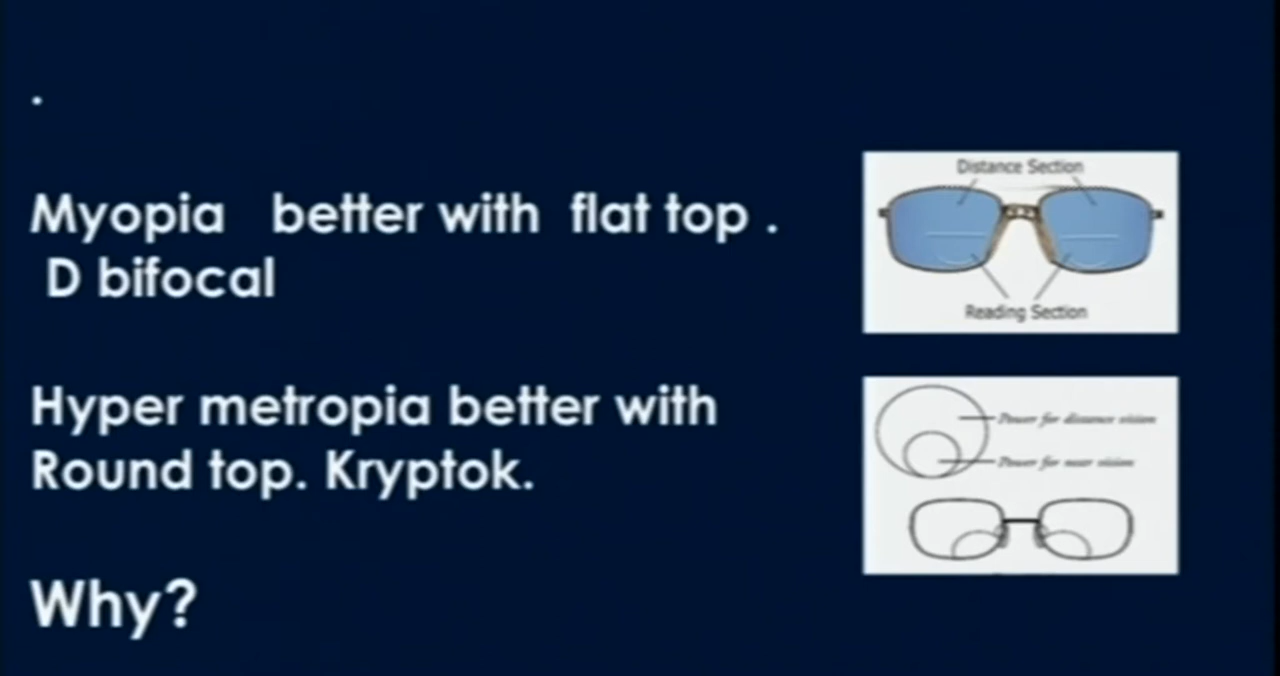 .
Myopia better with flat top .
D bifocal
Hyper metropia better with
Round top. Kryptok.
Why?
Distance Section
Reading Section
Power for distance vision
Power for near vision